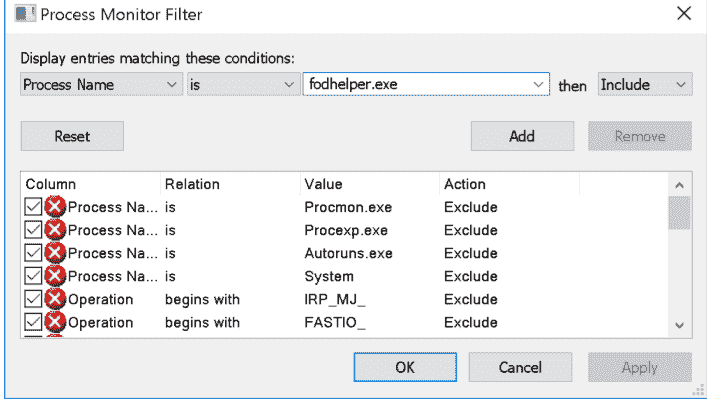 Process Monitor Filter
Display entries matching these conditions:
Process Name is fodhelper.exe then Include
Reset Add Remove
Column Relation Value Action
Process Na... is Procmon.exe Exclude
Process Na... is Procexp.exe Exclude
Process Na... is Autoruns.exe Exclude
Process Na... is System Exclude
Operation begins with IRP_MJ_ Exclude
Operation begins with FASTIO_ Exclude
OK Cancel Apply